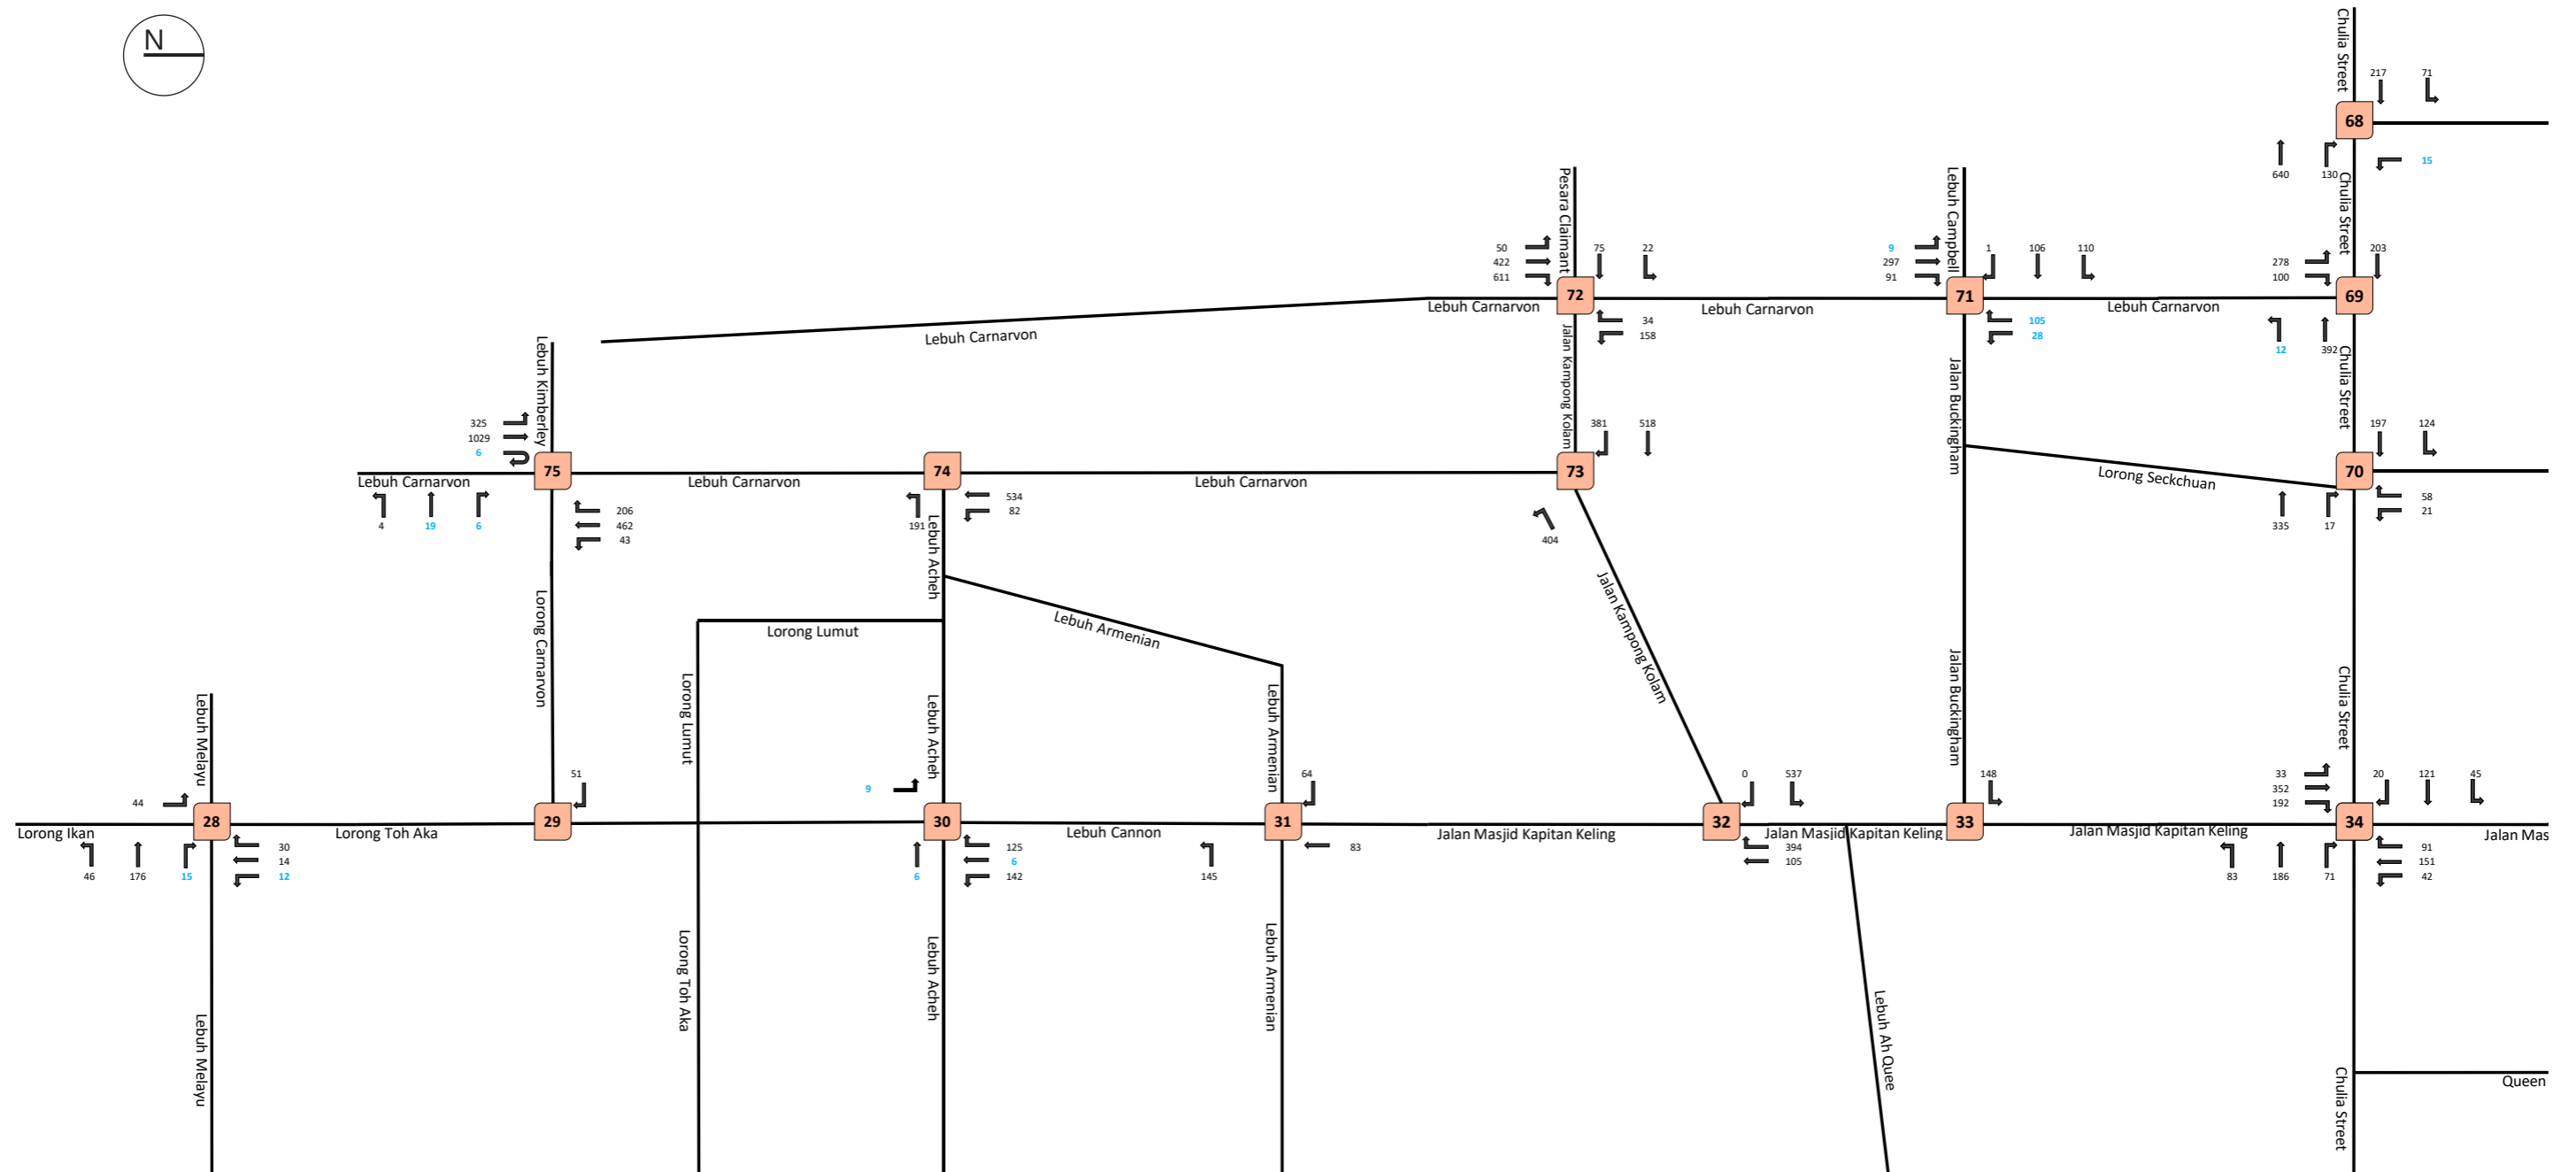 N
Chulia Street
217 71
68
640 130 15
Chulia Street
Pesara Claimant
Lebuh Campbell
50 75 22
422
611
9 1 106 110
297
91
278 203
100
72
71
69
Lebuh Carnarvon
Lebuh Carnarvon
Lebuh Carnarvon
Lebuh Carnarvon
34
158
105
28
12 392
Lebuh Kimberley
Jalan Kampong Kolam
Jalan Buckingham
Chulia Street
325
1029
6
381 518
197 124
75
74
73
70
Lebuh Carnarvon
Lebuh Carnarvon
Lebuh Carnarvon
Lorong Seckchuan
4 19 6
206
462
43
191
534
82
404
335 17
58
21
Lebuh Acheh
Lorong Carnarvon
Lorong Lumut
Lebuh Armenian
Jalan Kampong Kolam
Lebuh Melayu
Lorong Lumut
Lebuh Acheh
Lebuh Armenian
Jalan Buckingham
Chulia Street
44
51
9
64
0 537
148
33 20 121 45
352
192
28
29
30
31
32
33
34
Lorong Ikan
Lorong Toh Aka
Lebuh Cannon
Jalan Masjid Kapitan Keling
Jalan Masjid Kapitan Keling
Jalan Masjid Kapitan Keling
Jalan Mas
46 176 15
30
14
12
6
125
6
142
145
83
394
105
83 186 71
91
151
42
Lebuh Melayu
Lorong Toh Aka
Lebuh Acheh
Lebuh Armenian
Lebuh Ah Quee
Chulia Street
Queen